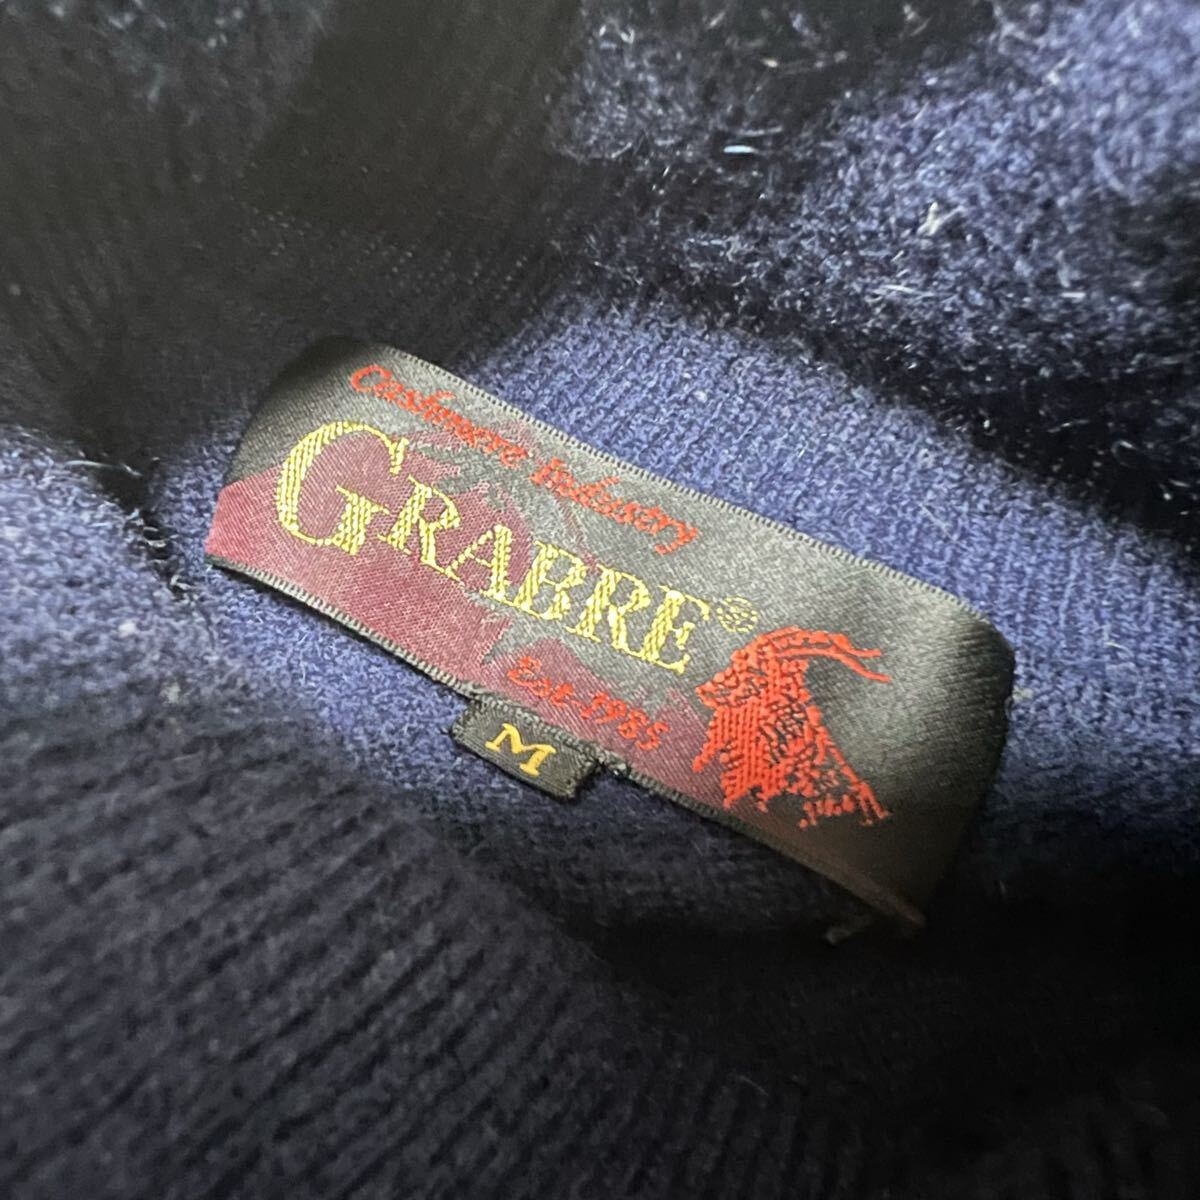 Cashmere Industry
GRABRE®
Est-1985
M